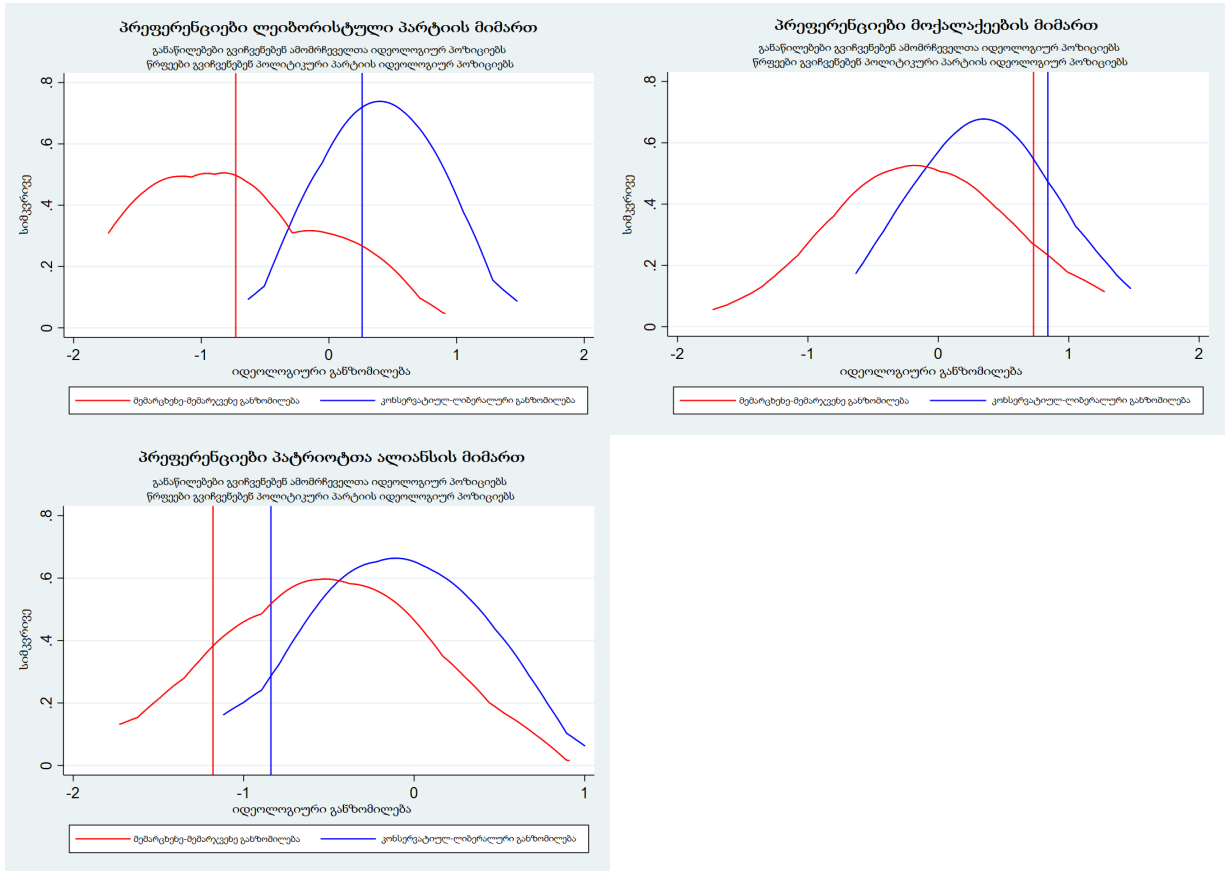 პრეფერენციები ლეიბორისტული პარტიის მიმართ
განაწილებები გვიჩვენებენ ამომრჩეველთა იდეოლოგიურ პოზიციებს
წრფეები გვიჩვენებენ პოლიტიკური პარტიის იდეოლოგიურ პოზიციებს
სიმკვრივე
.8
.6
.4
.2
0
-2 -1 0 1 2
იდეოლოგიური განზომილება
მემარცხენე-მემარჯვენე განზომილება კონსერვატიულ-ლიბერალური განზომილება
პრეფერენციები მოქალაქეების მიმართ
განაწილებები გვიჩვენებენ ამომრჩეველთა იდეოლოგიურ პოზიციებს
წრფეები გვიჩვენებენ პოლიტიკური პარტიის იდეოლოგიურ პოზიციებს
სიმკვრივე
.8
.6
.4
.2
0
-2 -1 0 1 2
იდეოლოგიური განზომილება
მემარცხენე-მემარჯვენე განზომილება კონსერვატიულ-ლიბერალური განზომილება
პრეფერენციები პატრიოტთა ალიანსის მიმართ
განაწილებები გვიჩვენებენ ამომრჩეველთა იდეოლოგიურ პოზიციებს
წრფეები გვიჩვენებენ პოლიტიკური პარტიის იდეოლოგიურ პოზიციებს
სიმკვრივე
.8
.6
.4
.2
0
-2 -1 0 1
იდეოლოგიური განზომილება
მემარცხენე-მემარჯვენე განზომილება კონსერვატიულ-ლიბერალური განზომილება